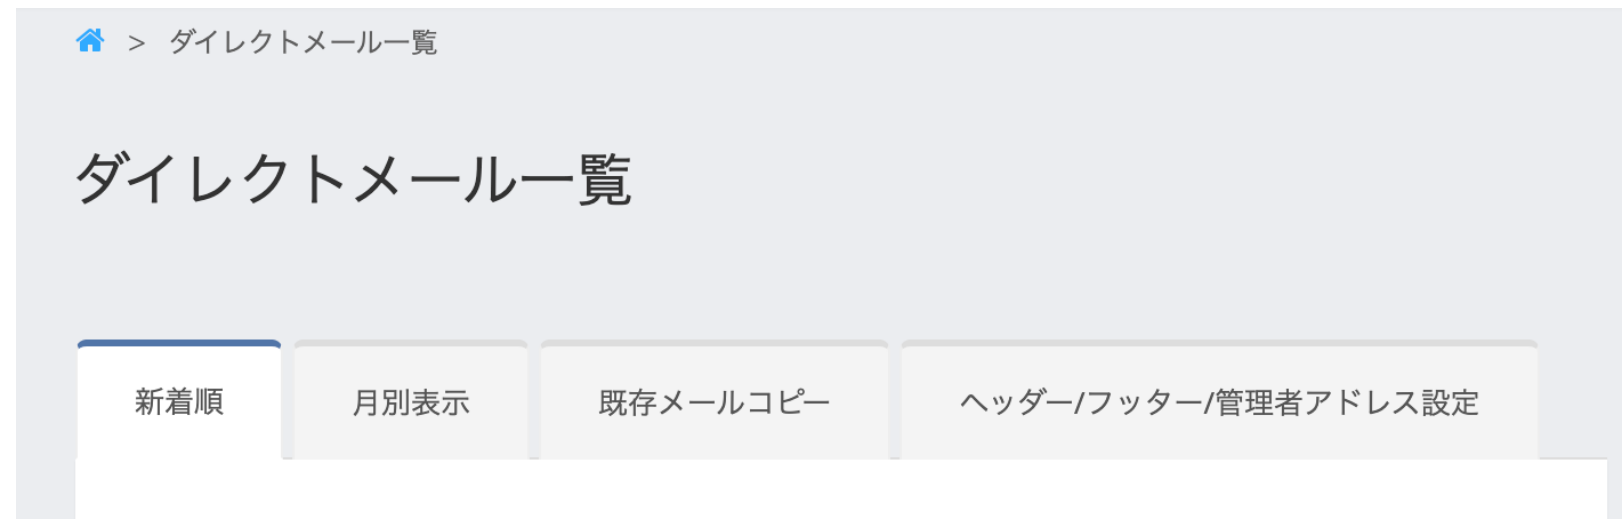 > ダイレクトメール一覧
ダイレクトメール一覧
新着順 月別表示 既存メールコピー ヘッダー/フッター/管理者アドレス設定